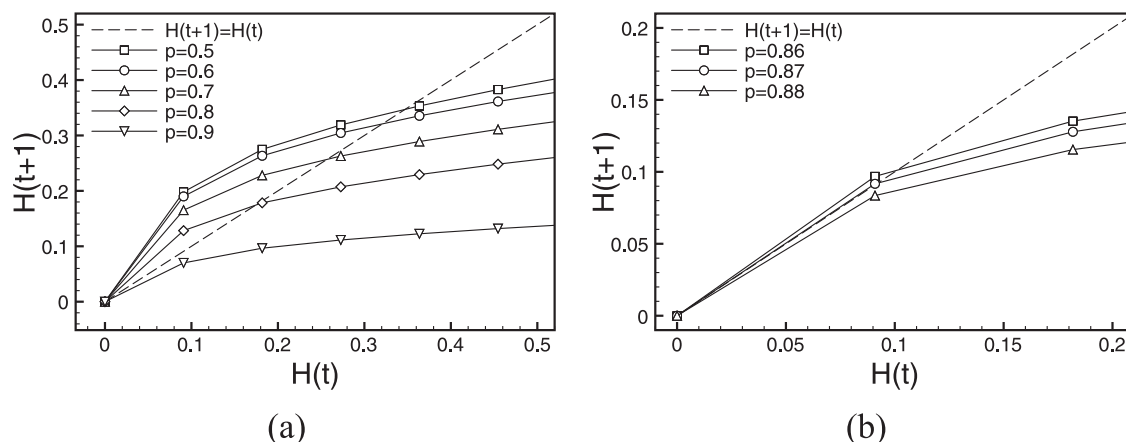 H(t+1)=H(t)
p=0.5
p=0.6
p=0.7
p=0.8
p=0.9
H(t+1)
0.5
0.4
0.3
0.2
0.1
0
0 0.1 0.2 0.3 0.4 0.5
H(t)
(a)
H(t+1)=H(t)
p=0.86
p=0.87
p=0.88
H(t+1)
0.2
0.15
0.1
0.05
0
0 0.05 0.1 0.15 0.2
H(t)
(b)